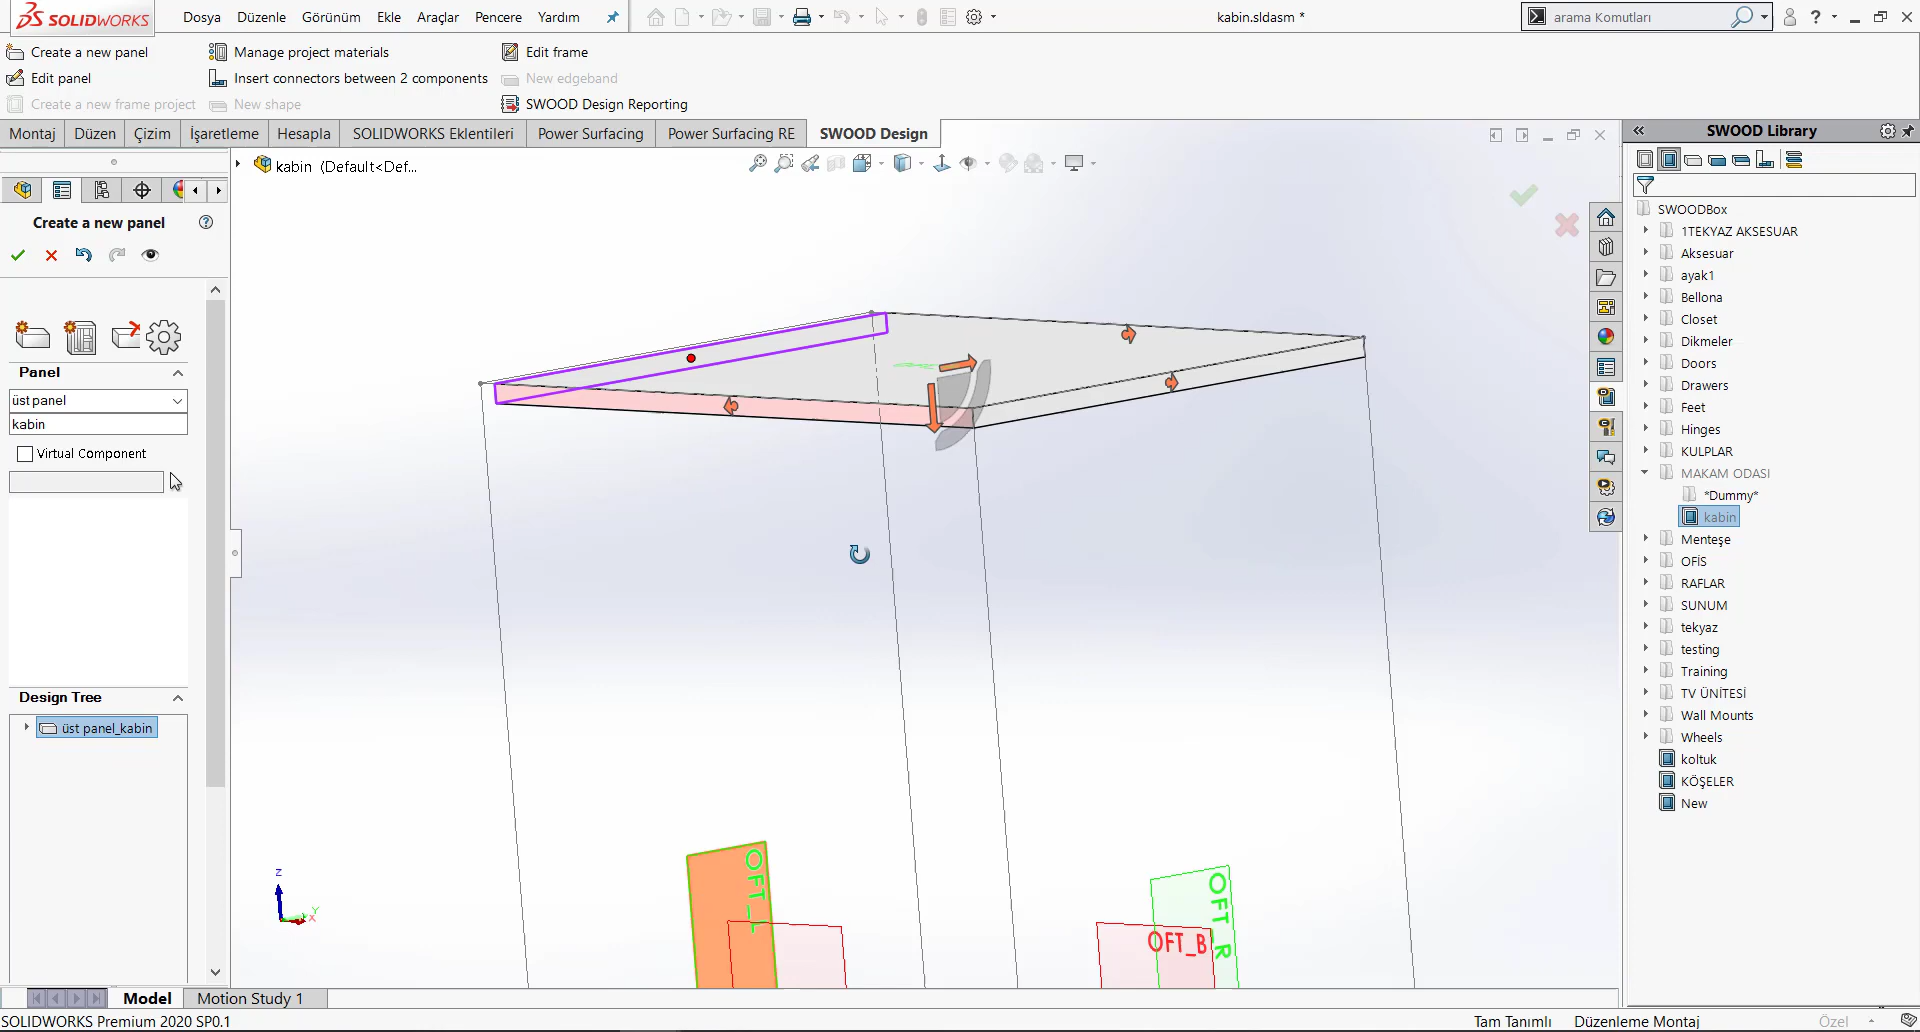 SOLIDWORKS Dosya Düzenle Görünüm Ekle Araçlar Pencere Yardım kabin.sldasm * arama Komutları
Create a new panel Manage project materials Edit frame
Edit panel Insert connectors between 2 components New edgeband
Create a new frame project New shape SWOOD Design Reporting
Montaj Düzen Çizim İşaretleme Hesapla SOLIDWORKS Eklentileri Power Surfacing Power Surfacing RE SWOOD Design
kabin (Default<Def...
Create a new panel
Panel
üst panel
kabin
Virtual Component
Design Tree
üst panel_kabin
OFT_L
OFT_B
OFT_R
Z
Y
X
SWOOD Library
SWOODBox
1TEKYAZ AKSESUAR
Aksesuar
ayak1
Bellona
Closet
Dikmeler
Doors
Drawers
Feet
Hinges
KULPLAR
MAKAM ODASI
*Dummy*
kabin
Menteşe
OFİS
RAFLAR
SUNUM
tekyaz
testing
Training
TV ÜNİTESİ
Wall Mounts
Wheels
koltuk
KÖŞELER
New
Model Motion Study 1
SOLIDWORKS Premium 2020 SP0.1 Tam Tanımlı Düzenleme Montaj Özel